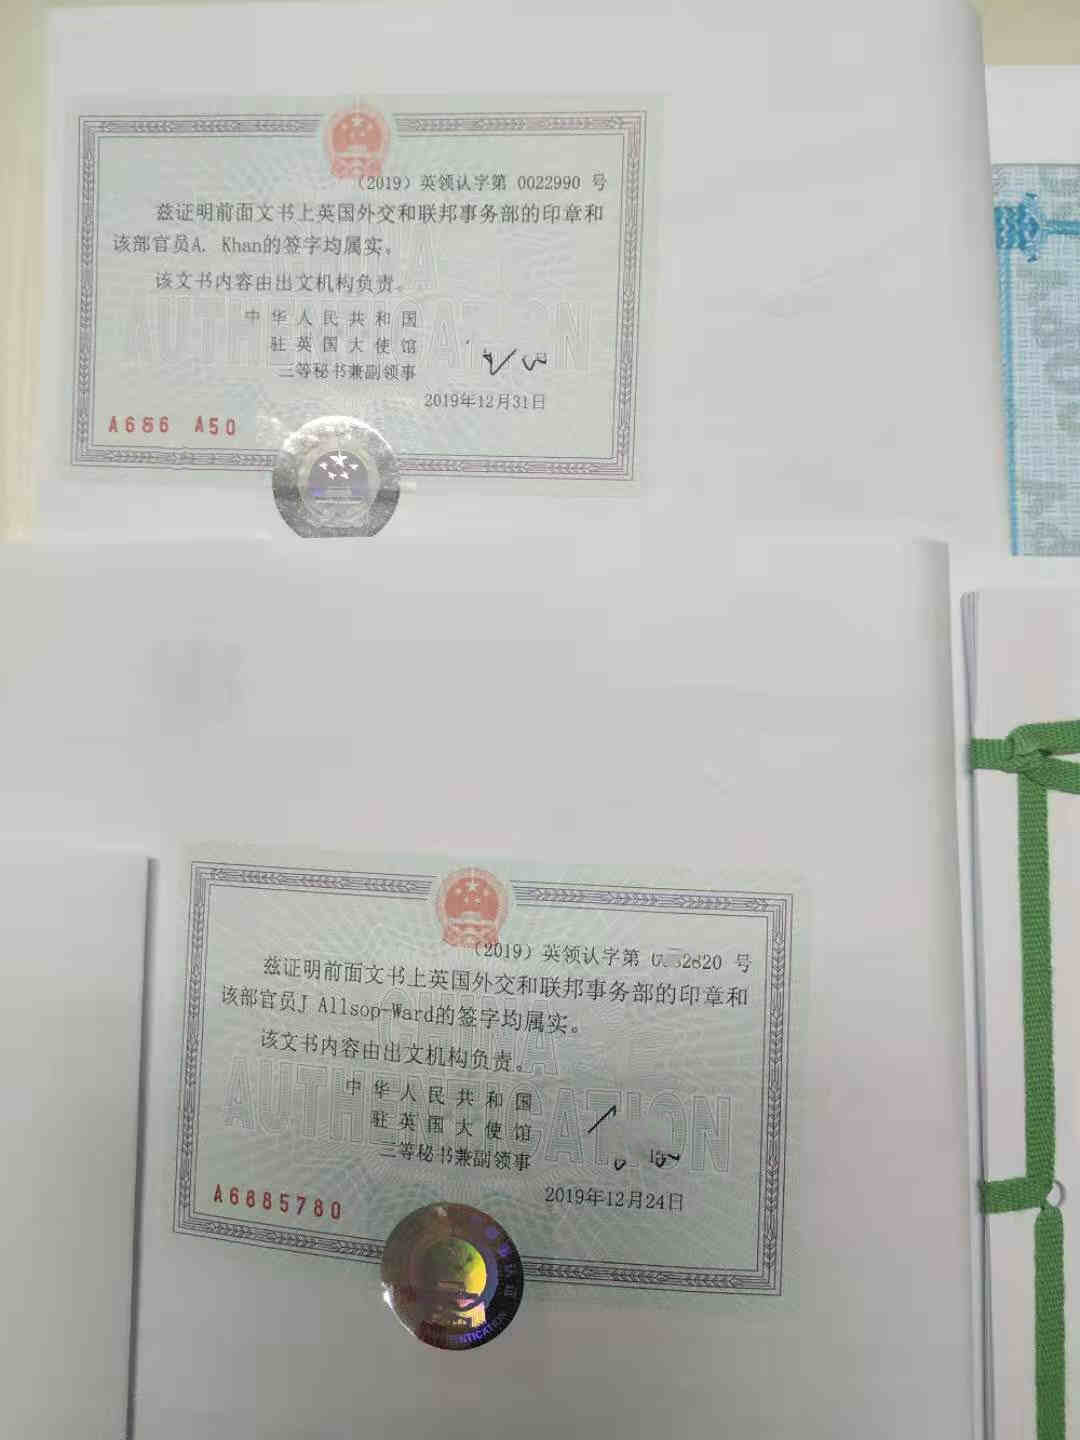 (2019) 英领认字第 0022990 号
兹证明前面文书上英国外交和联邦事务部的印章和
该部官员A. Khan的签字均属实。
该文书内容由出文机构负责。
中华人民共和国
驻英国大使馆
三等秘书兼副领事
2019年12月31日
A686 A50
CHINA
AUTHENTICATION
(2019) 英领认字第 2820 号
兹证明前面文书上英国外交和联邦事务部的印章和
该部官员J Allsop-Ward的签字均属实。
该文书内容由出文机构负责。
中华人民共和国
驻英国大使馆
三等秘书兼副领事
2019年12月24日
A6885780
CHINA
AUTHENTICATION